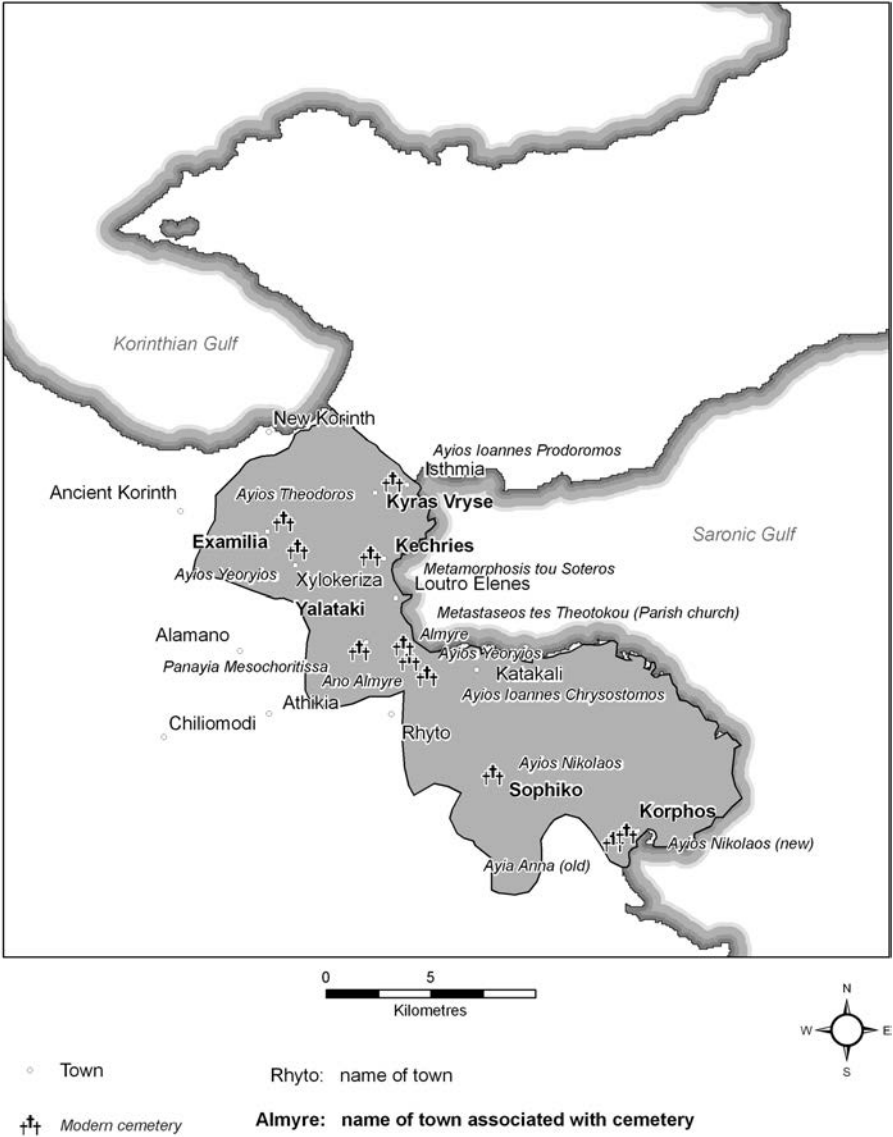 Korinthian Gulf
New Korinth
Ayios Ioannes Prodoromos
Isthmia
Ancient Korinth
Ayios Theodoros
Kyras Vryse
Saronic Gulf
Examilia
Kechries
Metamorphosis tou Soteros
Ayios Yeoryios
Xylokeriza
Loutro Elenes
Yalataki
Metastaseos tes Theotokou (Parish church)
Alamano
Almyre
Ayios Yeoryios
Panayia Mesochoritissa
Katakali
Ano Almyre
Ayios Ioannes Chrysostomos
Athikia
Chiliomodi
Rhyto
Ayios Nikolaos
Sophiko
Korphos
Ayios Nikolaos (new)
Ayia Anna (old)
0 5
Kilometres
N
W E
S
Town
Rhyto: name of town
Modern cemetery
Almyre: name of town associated with cemetery